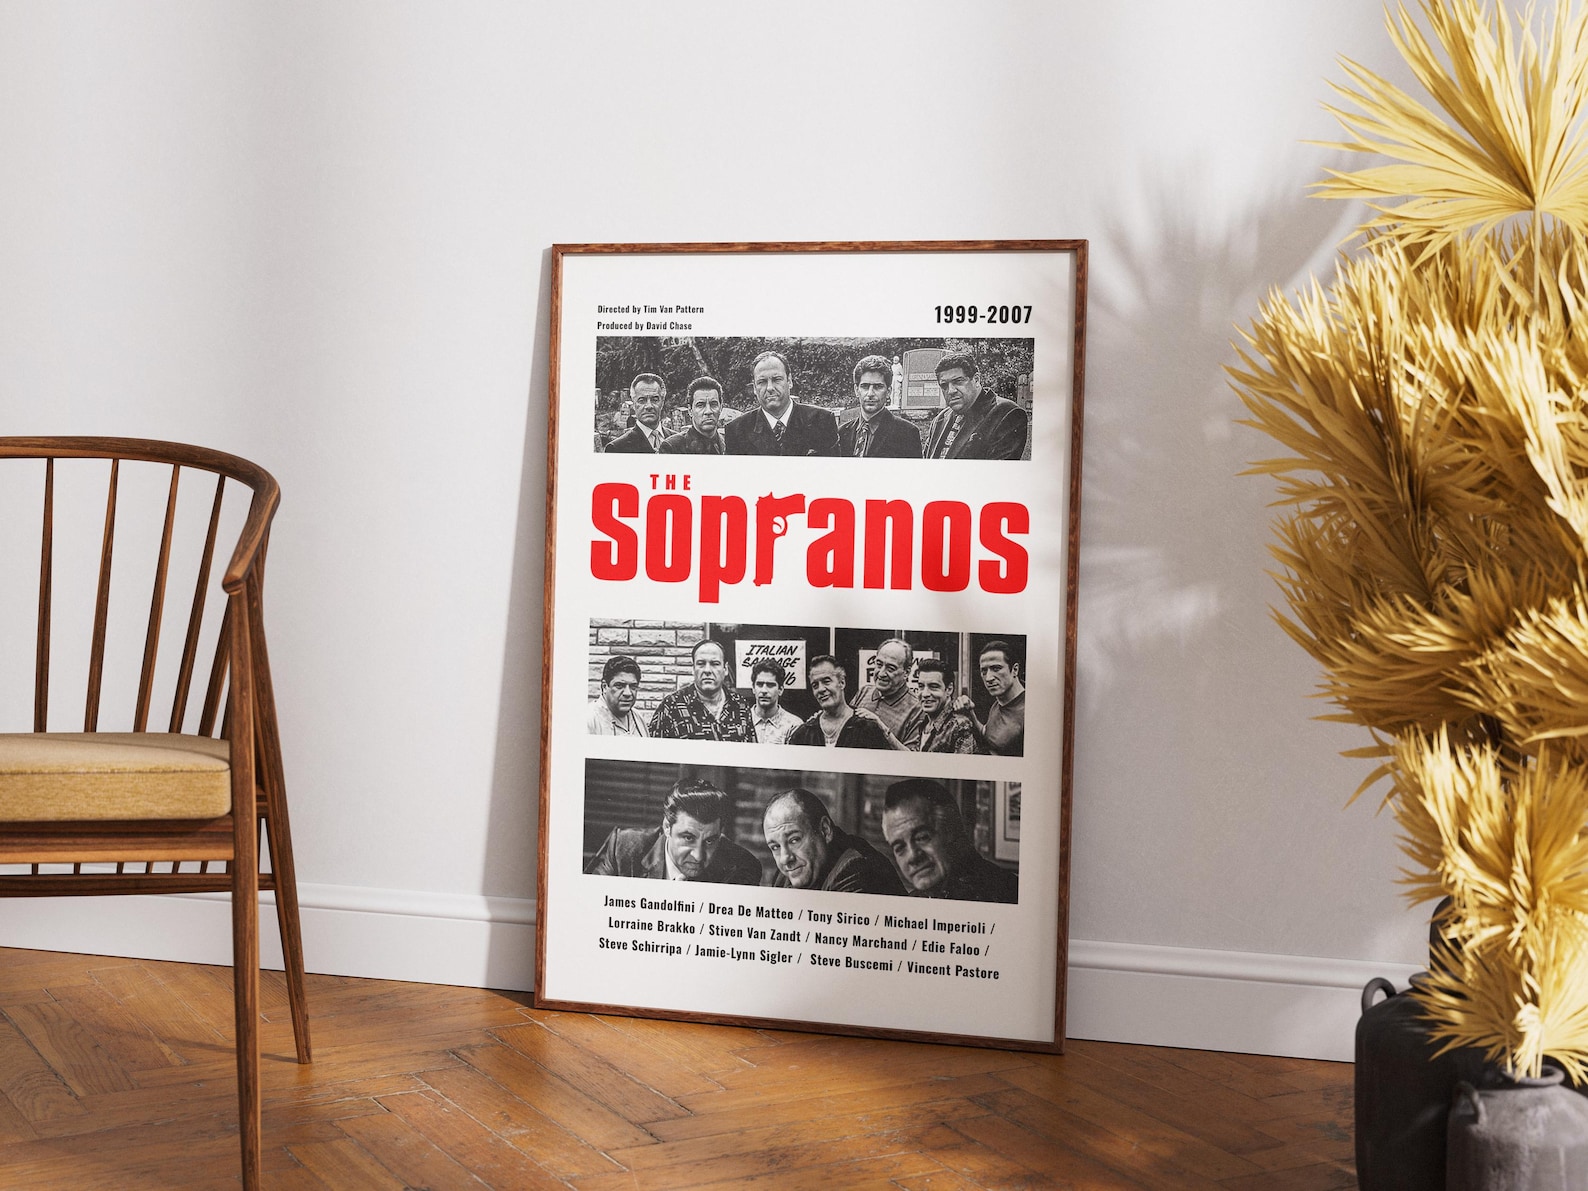 Directed by Tim Van Pattern
Produced by David Chase
1999-2007
THE
Sopranos
ITALIAN
James Gandolfini / Drea De Matteo / Tony Sirico / Michael Imperioli /
Lorraine Brakko / Stiven Van Zandt / Nancy Marchand / Edie Faloo /
Steve Schirripa / Jamie-Lynn Sigler / Steve Buscemi / Vincent Pastore